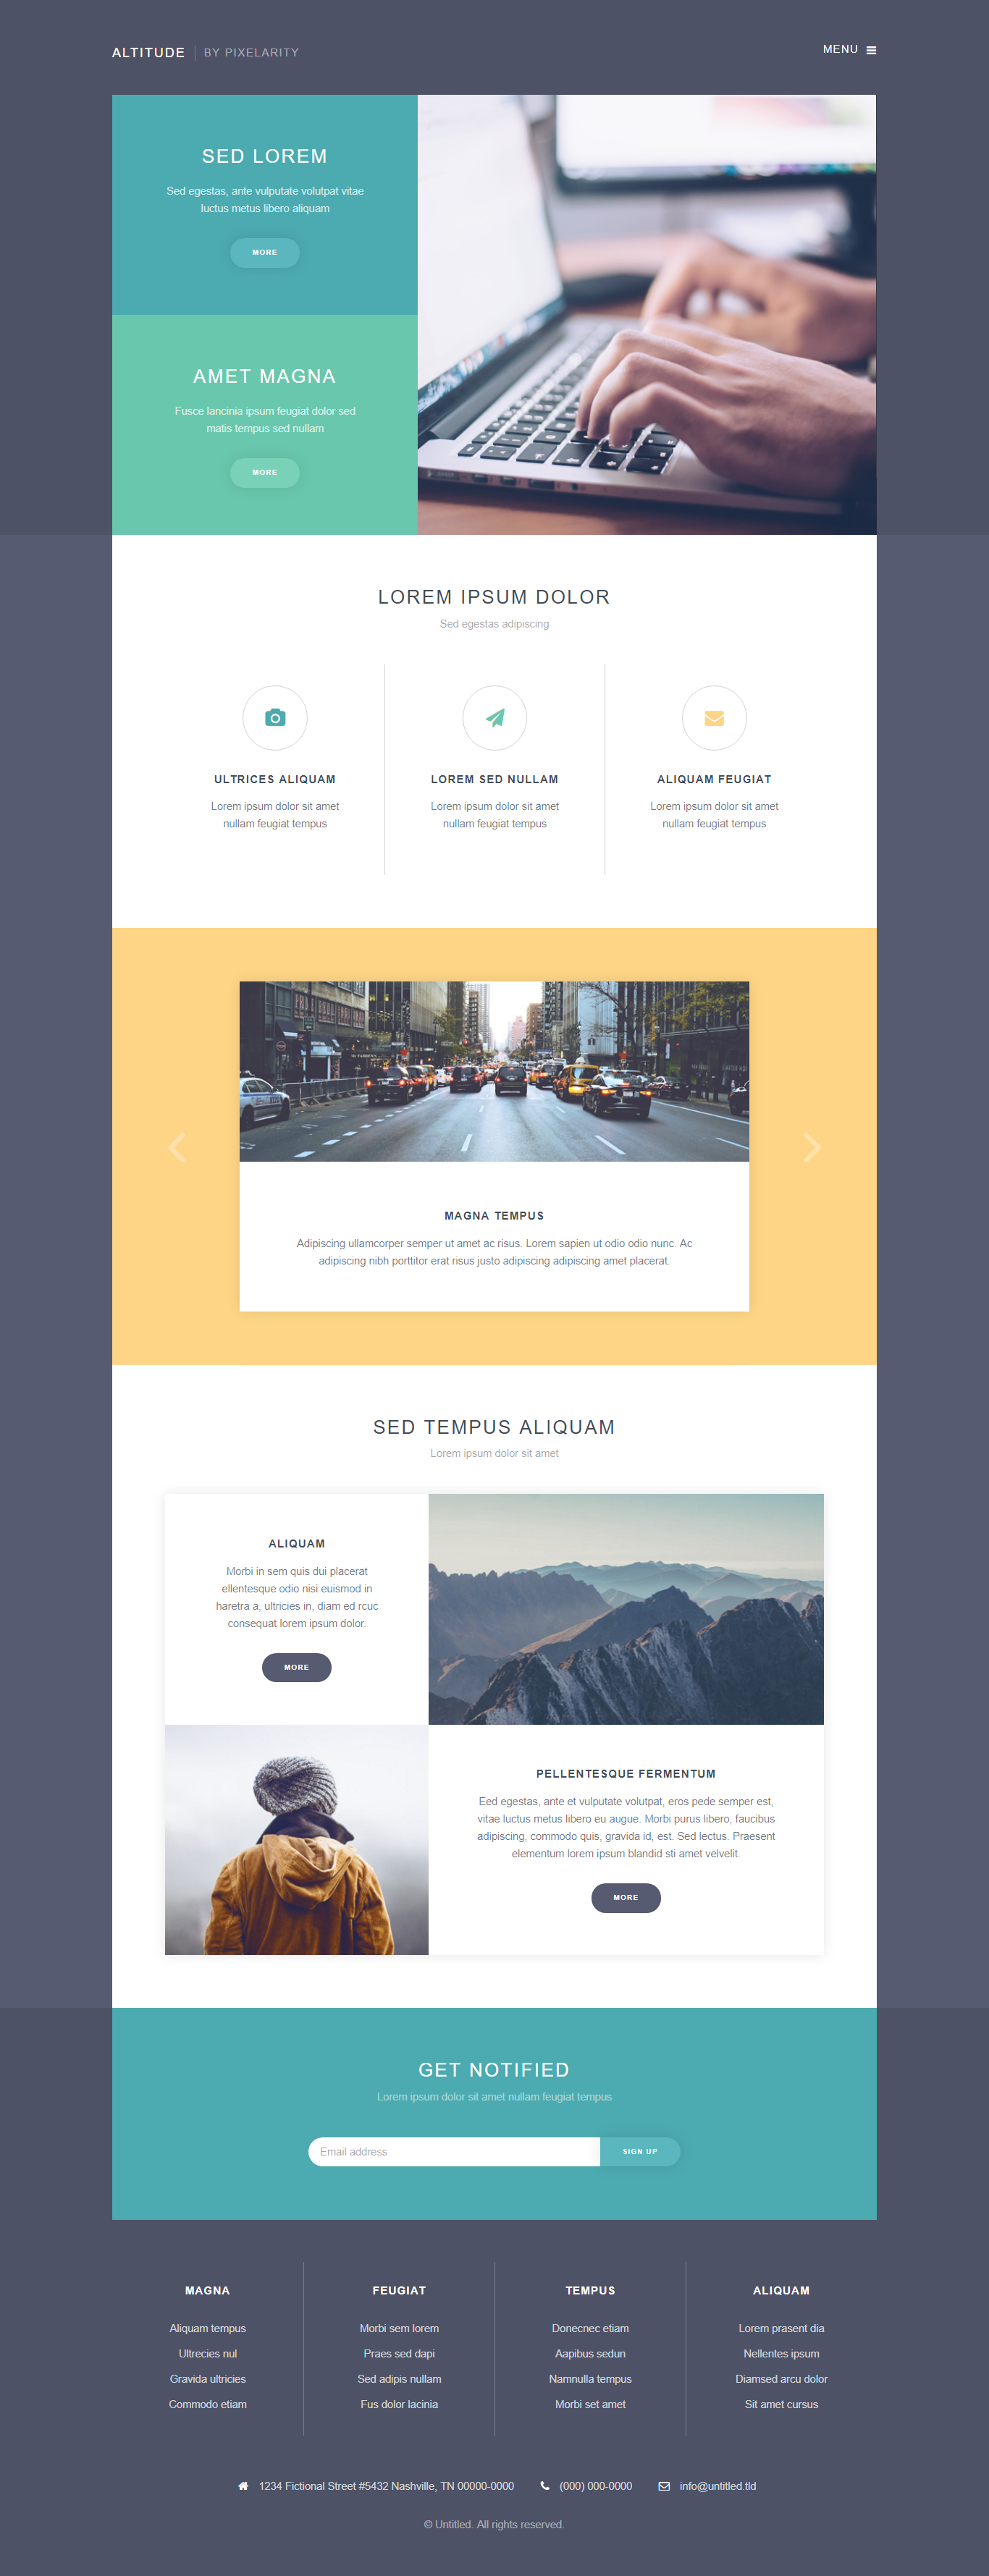 ALTITUDE BY PIXELARITY
MENU
SED LOREM
Sed egestas, ante vulputate volutpat vitae
luctus metus libero aliquam
MORE
AMET MAGNA
Fusce lancinia ipsum feugiat dolor sed
matis tempus sed nullam
MORE
LOREM IPSUM DOLOR
Sed egestas adipiscing
ULTRICES ALIQUAM
Lorem ipsum dolor sit amet
nullam feugiat tempus
LOREM SED NULLAM
Lorem ipsum dolor sit amet
nullam feugiat tempus
ALIQUAM FEUGIAT
Lorem ipsum dolor sit amet
nullam feugiat tempus
MAGNA TEMPUS
Adipiscing ullamcorper semper ut amet ac risus. Lorem sapien ut odio odio nunc. Ac
adipiscing nibh porttitor erat risus justo adipiscing adipiscing amet placerat.
SED TEMPUS ALIQUAM
Lorem ipsum dolor sit amet
ALIQUAM
Morbi in sem quis dui placerat
ellentesque odio nisi euismod in
haretra a, ultricies in, diam ed rcuc
consequat lorem ipsum dolor.
MORE
PELLENTESQUE FERMENTUM
Eed egestas, ante et vulputate volutpat, eros pede semper est,
vitae luctus metus libero eu augue. Morbi purus libero, faucibus
adipiscing, commodo quis, gravida id, est. Sed lectus. Praesent
elementum lorem ipsum blandid sti amet velvelit.
MORE
GET NOTIFIED
Lorem ipsum dolor sit amet nullam feugiat tempus
Email address
SIGN UP
MAGNA
Aliquam tempus
Ultrecies nul
Gravida ultricies
Commodo etiam
FEUGIAT
Morbi sem lorem
Praes sed dapi
Sed adipis nullam
Fus dolor lacinia
TEMPUS
Donecnec etiam
Aapibus sedun
Namnulla tempus
Morbi set amet
ALIQUAM
Lorem prasent dia
Nellentes ipsum
Diamsed arcu dolor
Sit amet cursus
1234 Fictional Street #5432 Nashville, TN 00000-0000
(000) 000-0000
info@untitled.tld
© Untitled. All rights reserved.